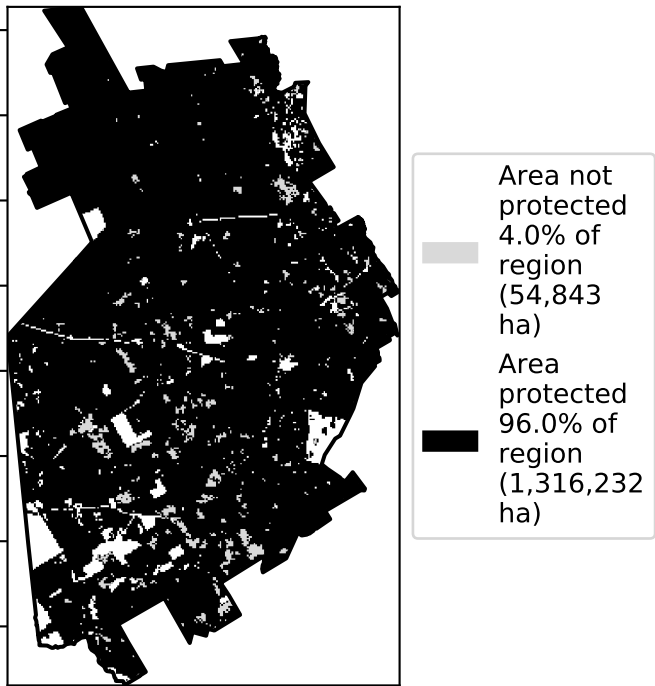 Area not
protected
4.0% of
region
(54,843
ha)
Area
protected
96.0% of
region
(1,316,232
ha)